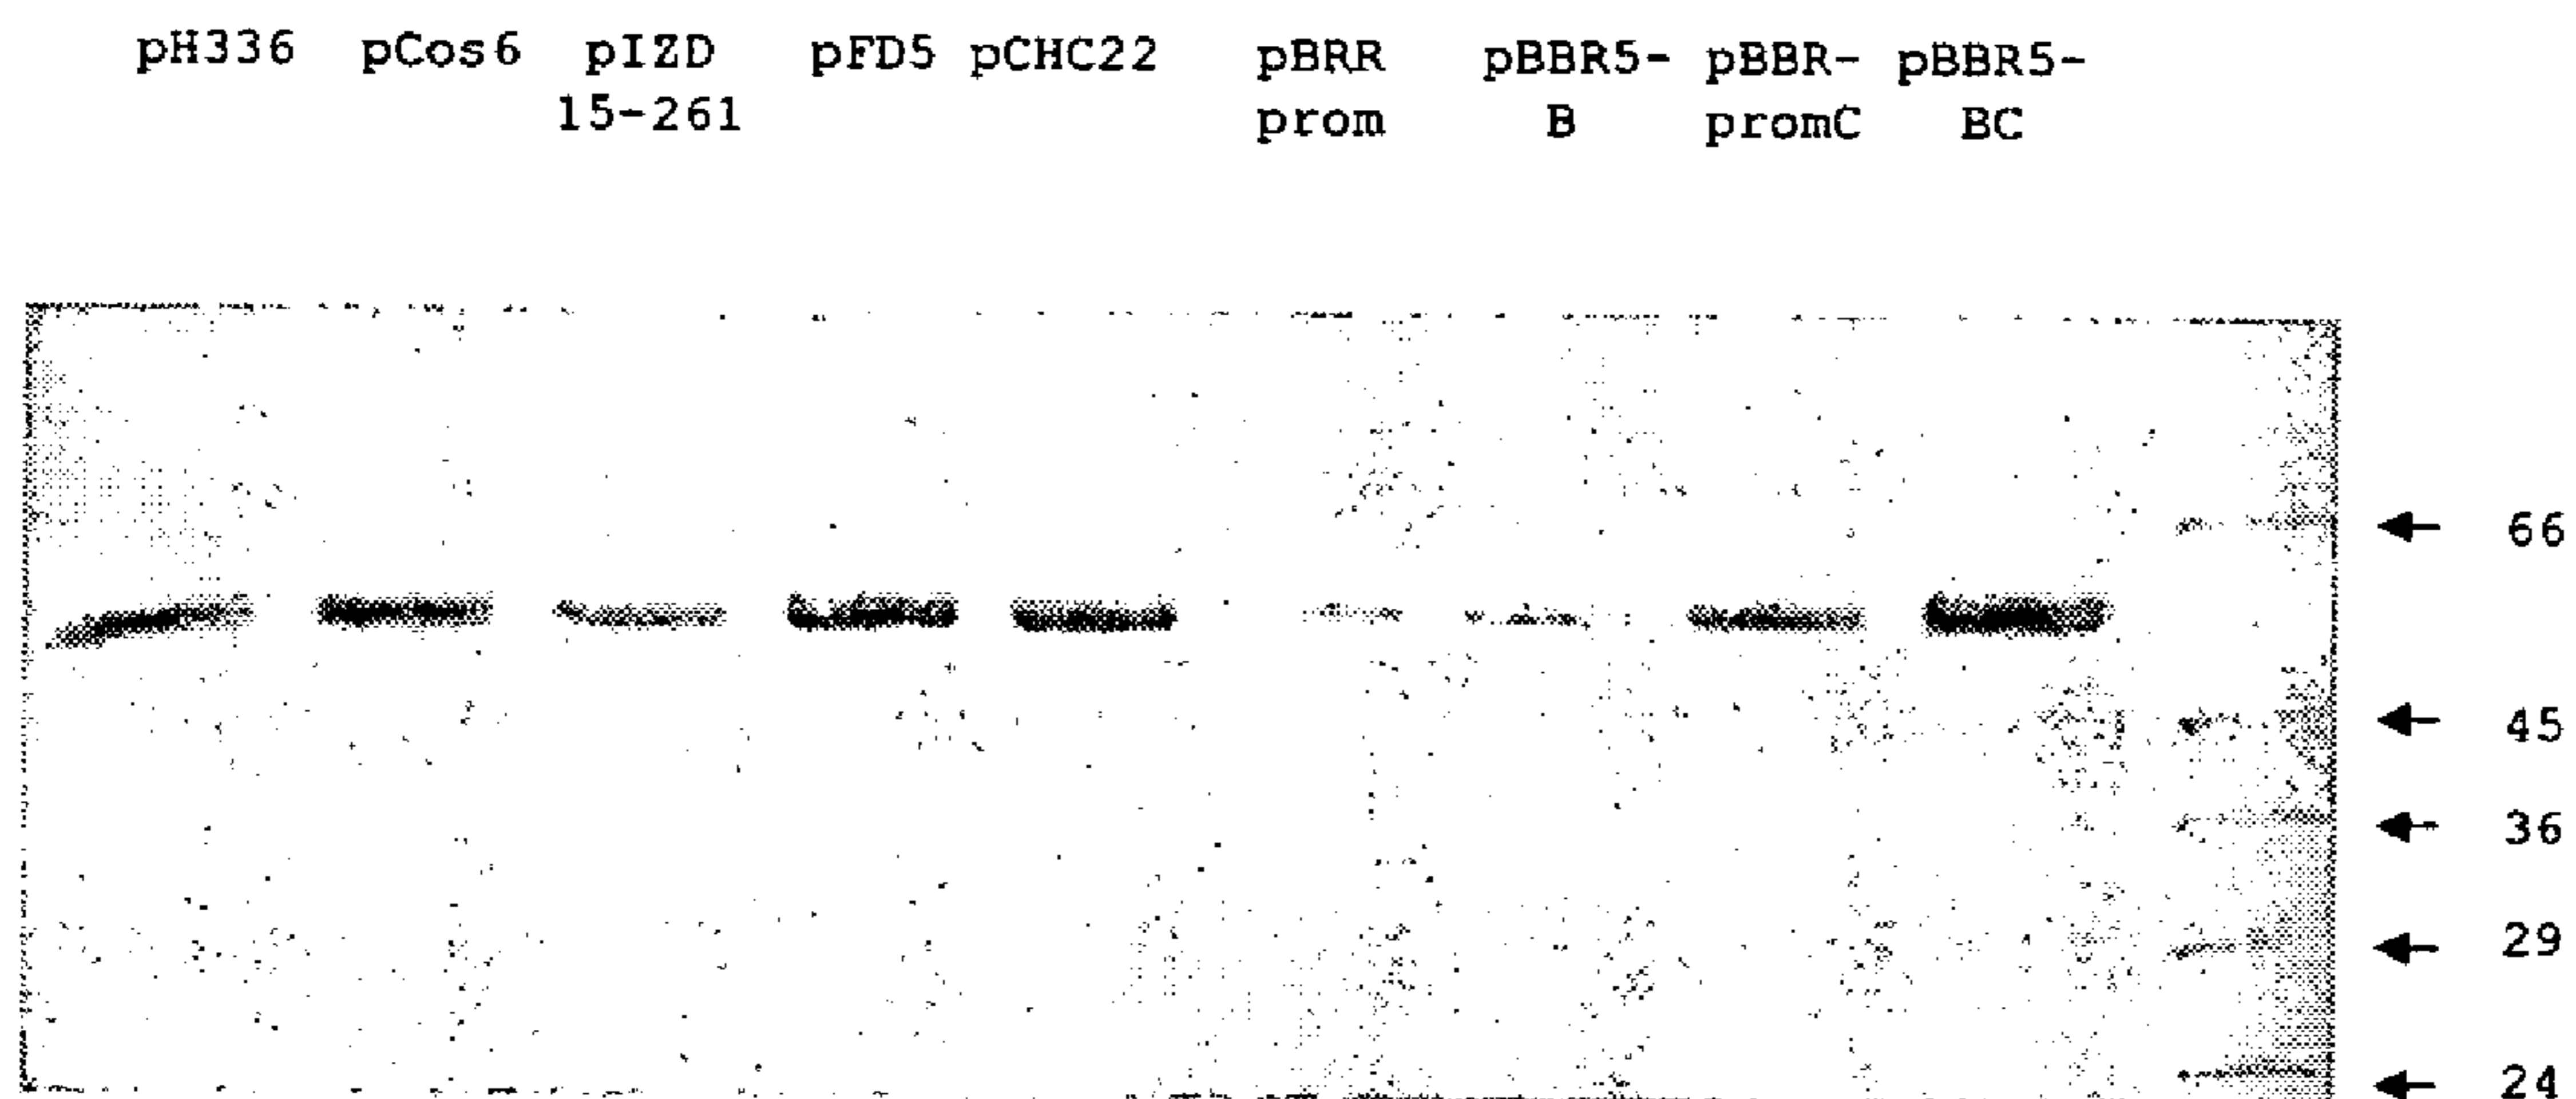 pH336 pCos6 pIZD pFD5 pCHC22 pBRR pBBR5- pBBR- pBBR5-
15-261 prom B promC BC
66
45
36
29
24